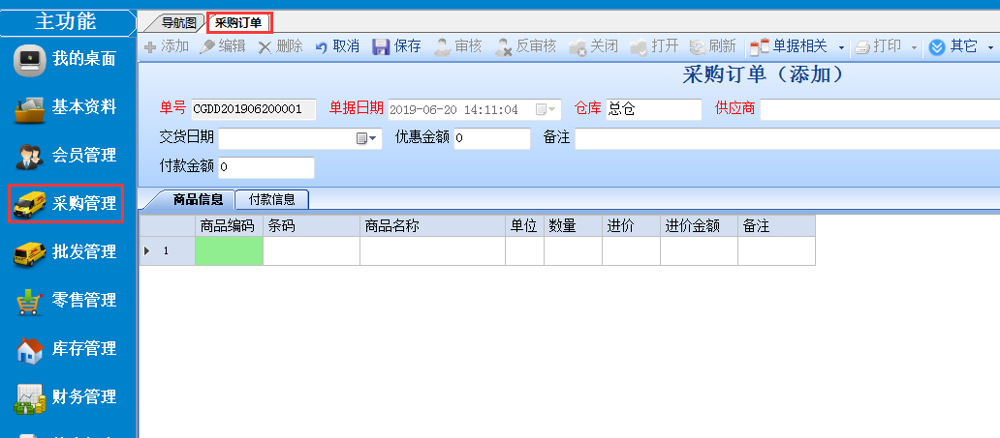 主功能
我的桌面
基本资料
会员管理
采购管理
批发管理
零售管理
库存管理
财务管理
导航图 采购订单
添加 编辑 删除 取消 保存 审核 反审核 关闭 打开 刷新 单据相关 打印 其它
采购订单（添加）
单号 CGDD201906200001 单据日期 2019-06-20 14:11:04 仓库 总仓 供应商
交货日期 优惠金额 0 备注
付款金额 0
商品信息 付款信息
商品编码 条码 商品名称 单位 数量 进价 进价金额 备注
1